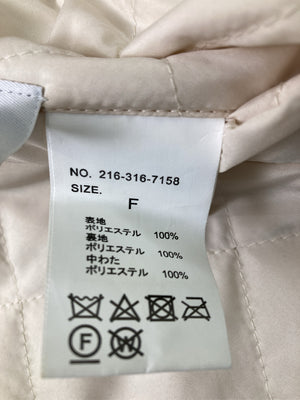 NO. 216-316-7158
SIZE.
F
表地
ポリエステル 100%
裏地
ポリエステル 100%
中わた
ポリエステル 100%
F W